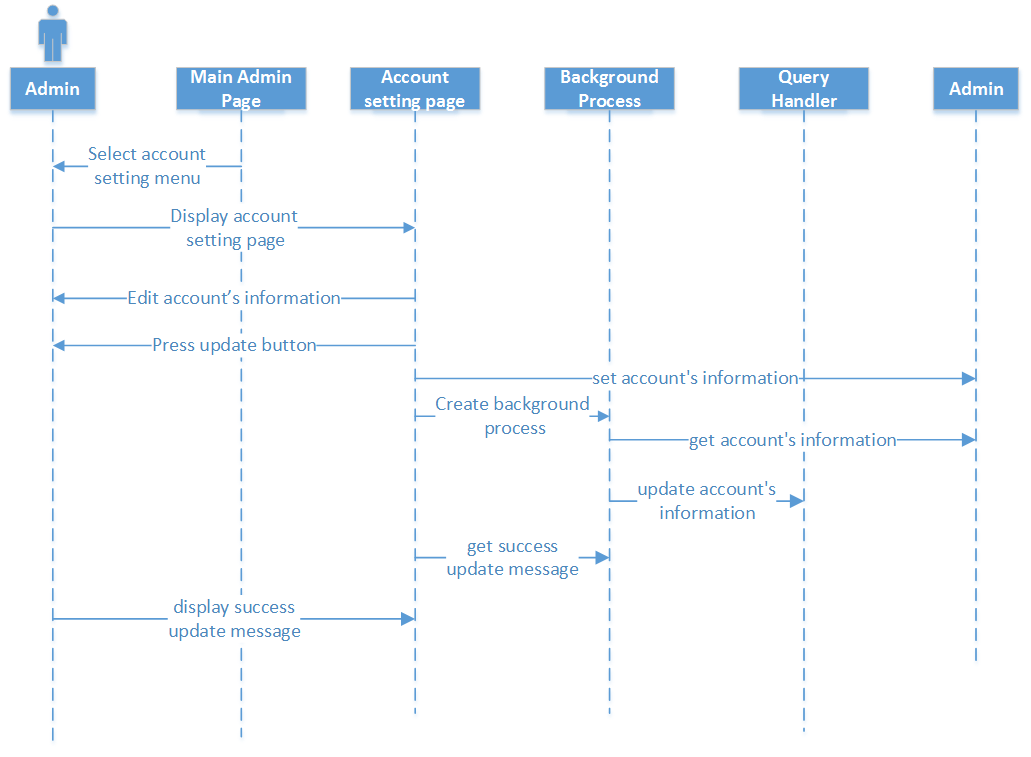 Admin
Main Admin
Page
Account
setting page
Background
Process
Query
Handler
Admin
Select account
setting menu
Display account
setting page
Edit account’s information
Press update button
set account's information
Create background
process
get account's information
update account's
information
get success
update message
display success
update message